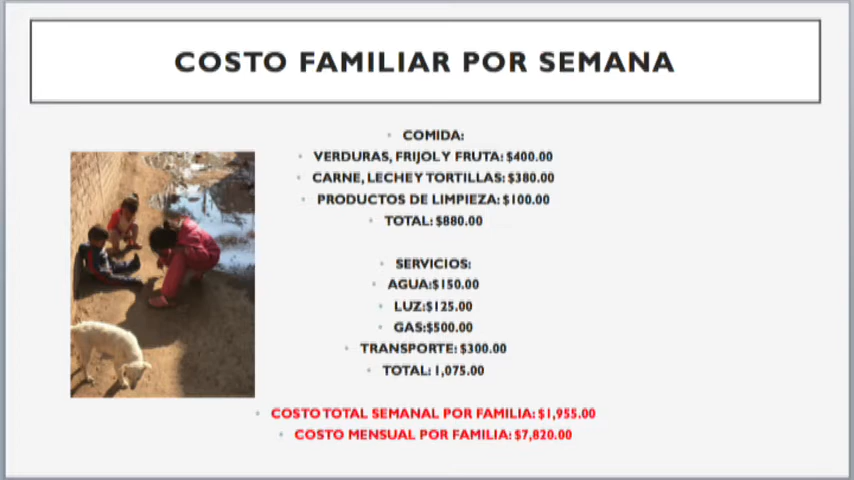 COSTO FAMILIAR POR SEMANA
• COMIDA:
• VERDURAS, FRIJOL Y FRUTA: $400.00
• CARNE, LECHE Y TORTILLAS: $380.00
• PRODUCTOS DE LIMPIEZA: $100.00
• TOTAL: $880.00
• SERVICIOS:
• AGUA:$150.00
• LUZ:$125.00
• GAS:$500.00
• TRANSPORTE: $300.00
• TOTAL: 1,075.00
• COSTO TOTAL SEMANAL POR FAMILIA: $1,955.00
• COSTO MENSUAL POR FAMILIA: $7,820.00